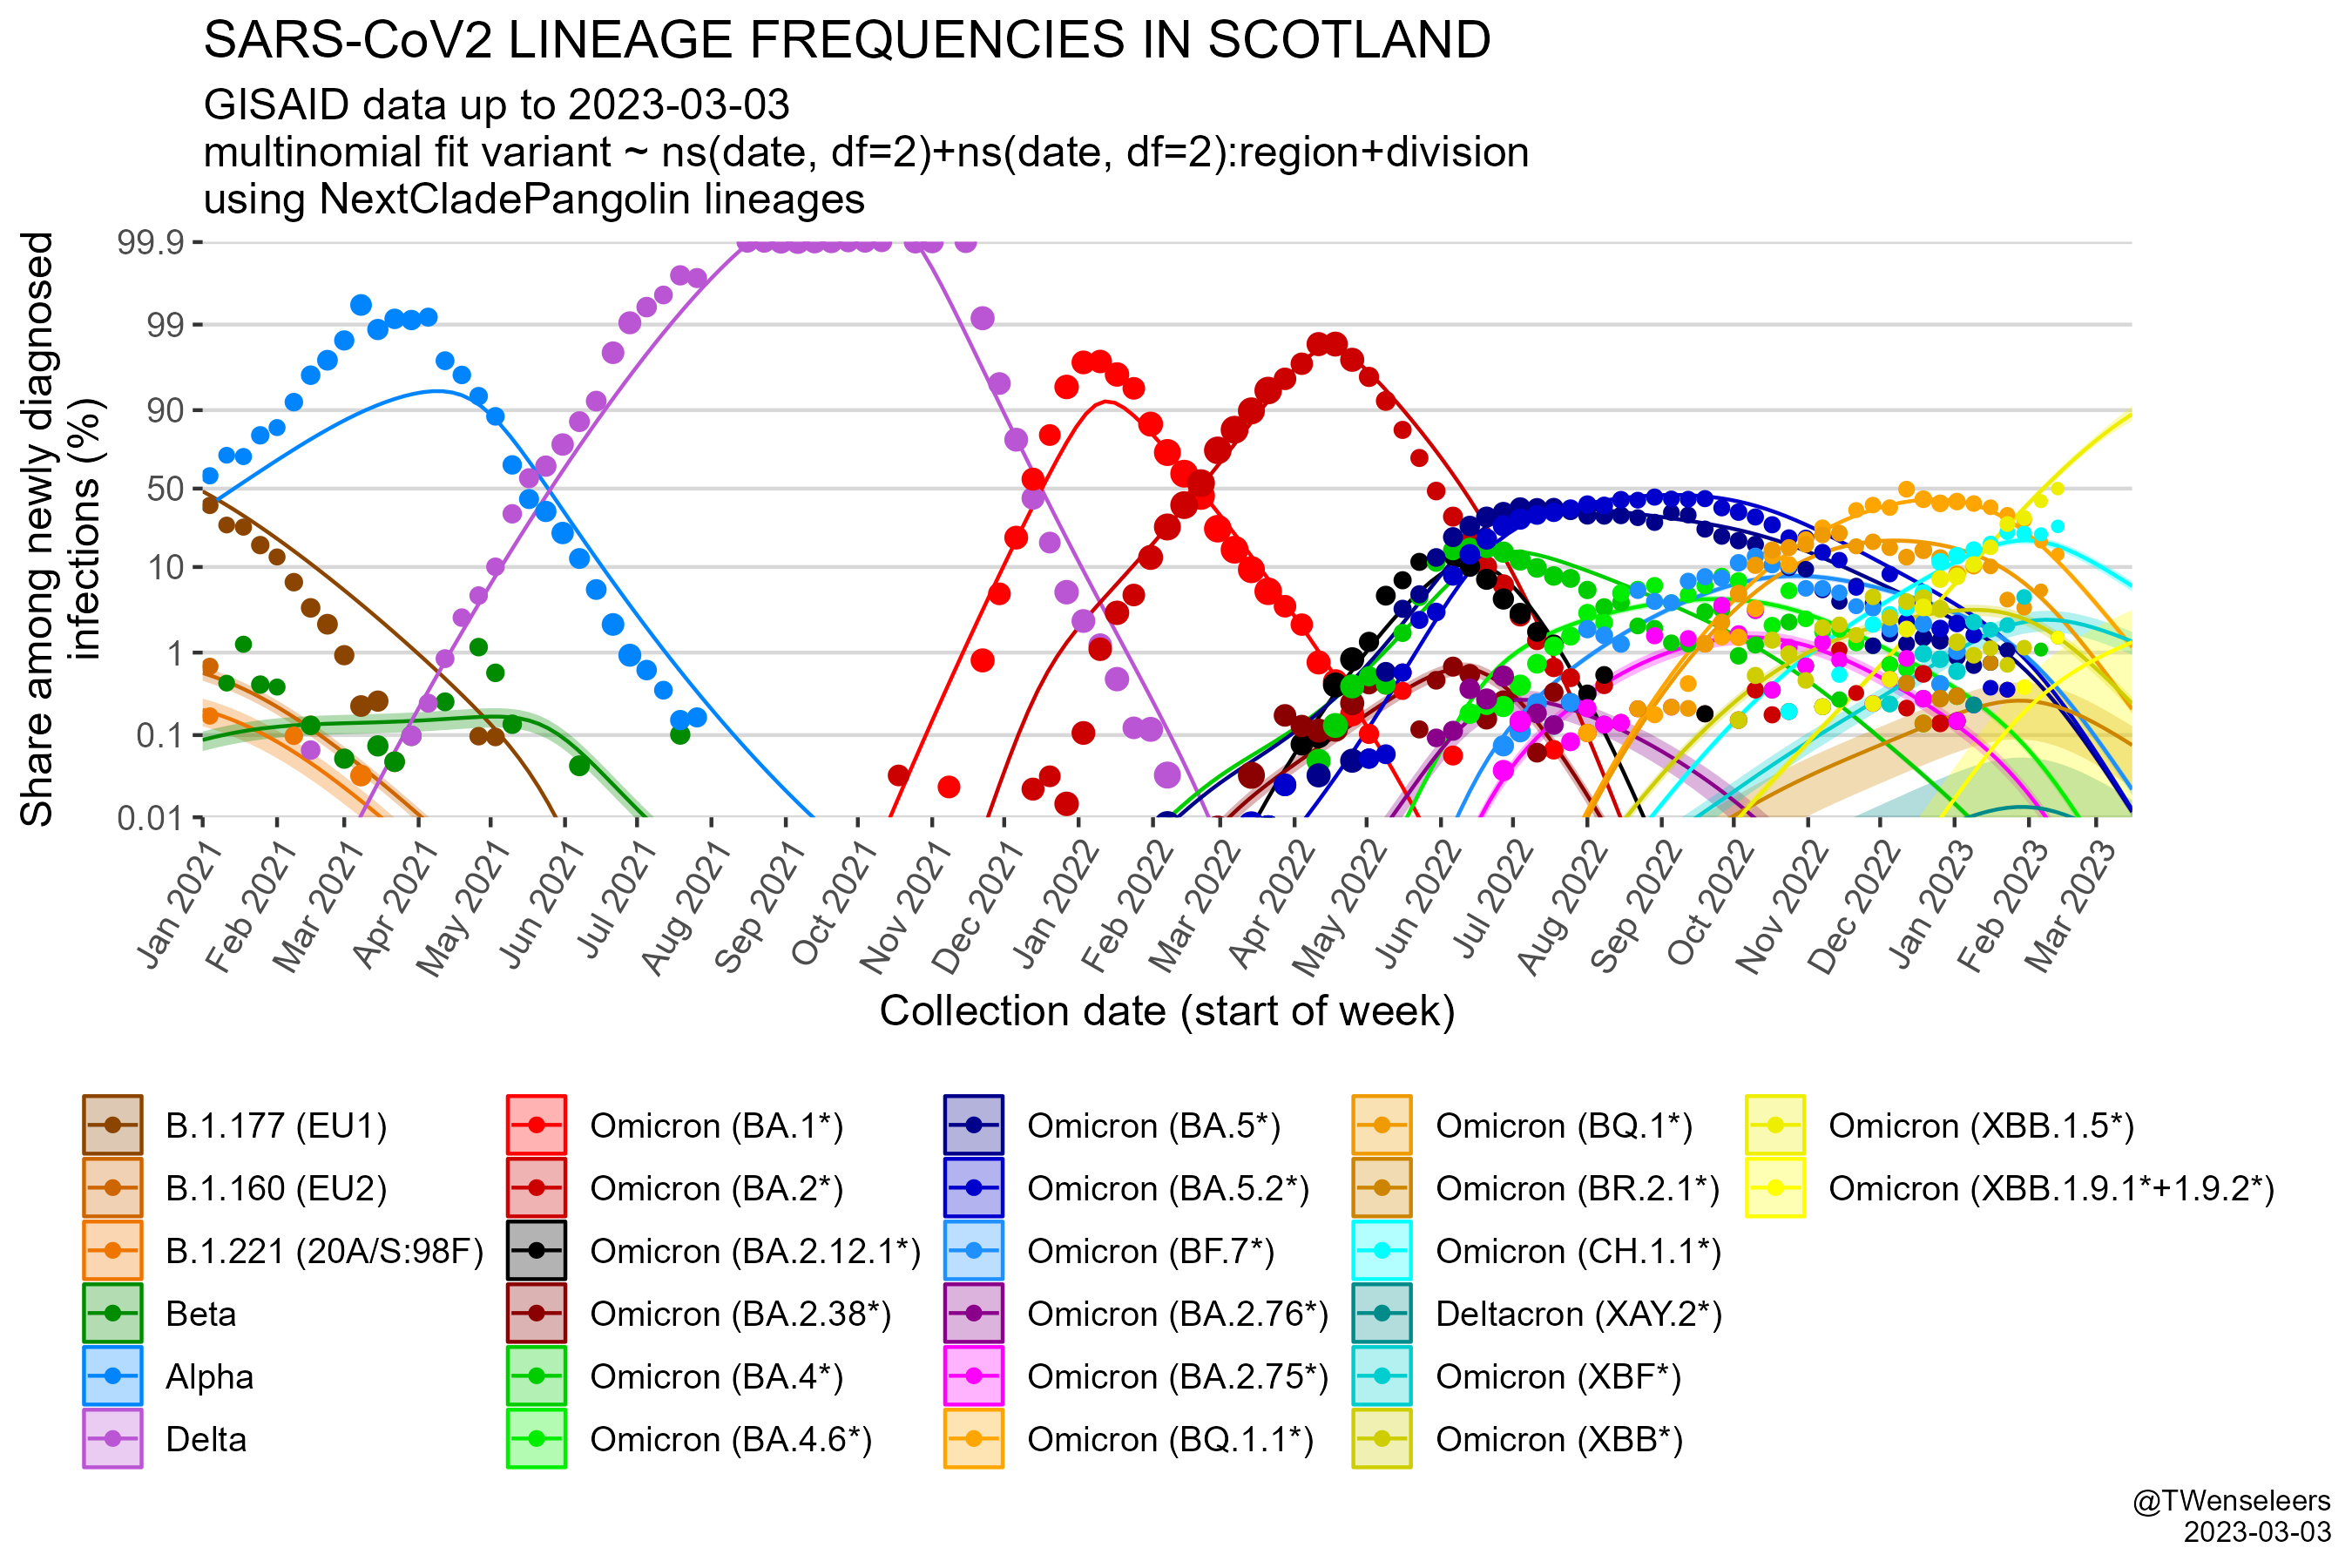 SARS-CoV2 LINEAGE FREQUENCIES IN SCOTLAND
GISAID data up to 2023-03-03
multinomial fit variant ~ ns(date, df=2)+ns(date, df=2):region+division
using NextCladePangolin lineages
Share among newly diagnosed
infections (%)
99.9
99
90
50
10
1
0.1
0.01
Jan 2021
Feb 2021
Mar 2021
Apr 2021
May 2021
Jun 2021
Jul 2021
Aug 2021
Sep 2021
Oct 2021
Nov 2021
Dec 2021
Jan 2022
Feb 2022
Mar 2022
Apr 2022
May 2022
Jun 2022
Jul 2022
Aug 2022
Sep 2022
Oct 2022
Nov 2022
Dec 2022
Jan 2023
Feb 2023
Mar 2023
Collection date (start of week)
B.1.177 (EU1)
B.1.160 (EU2)
B.1.221 (20A/S:98F)
Beta
Alpha
Delta
Omicron (BA.1*)
Omicron (BA.2*)
Omicron (BA.2.12.1*)
Omicron (BA.2.38*)
Omicron (BA.4*)
Omicron (BA.4.6*)
Omicron (BA.5*)
Omicron (BA.5.2*)
Omicron (BF.7*)
Omicron (BA.2.76*)
Omicron (BA.2.75*)
Omicron (BQ.1.1*)
Omicron (BQ.1*)
Omicron (BR.2.1*)
Omicron (CH.1.1*)
Deltacron (XAY.2*)
Omicron (XBF*)
Omicron (XBB*)
Omicron (XBB.1.5*)
Omicron (XBB.1.9.1*+1.9.2*)
@TWenseleers
2023-03-03